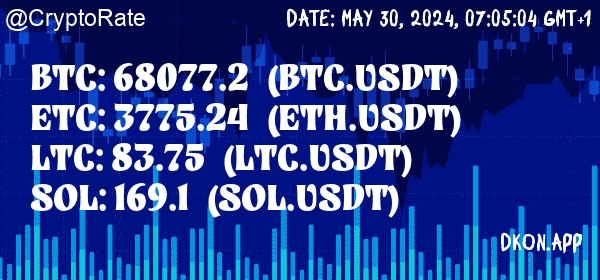 @CryptoRate
DATE: MAY 30, 2024, 07:05:04 GMT+1
BTC: 68077.2 (BTC.USDT)
ETC: 3775.24 (ETH.USDT)
LTC: 83.75 (LTC.USDT)
SOL: 169.1 (SOL.USDT)
DKON.APP